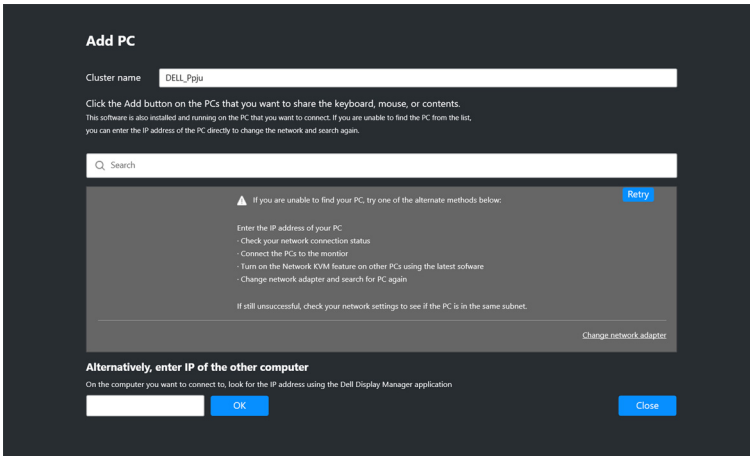 Add PC
Cluster name DELL_Ppju
Click the Add button on the PCs that you want to share the keyboard, mouse, or contents.
This software is also installed and running on the PC that you want to connect. If you are unable to find the PC from the list,
you can enter the IP address of the PC directly to change the network and search again.
Search
Retry
If you are unable to find your PC, try one of the alternate methods below:
Enter the IP address of your PC
· Check your network connection status
· Connect the PCs to the montior
· Turn on the Network KVM feature on other PCs using the latest sofware
· Change network adapter and search for PC again
If still unsuccessful, check your network settings to see if the PC is in the same subnet.
Change network adapter
Alternatively, enter IP of the other computer
On the computer you want to connect to, look for the IP address using the Dell Display Manager application
OK Close